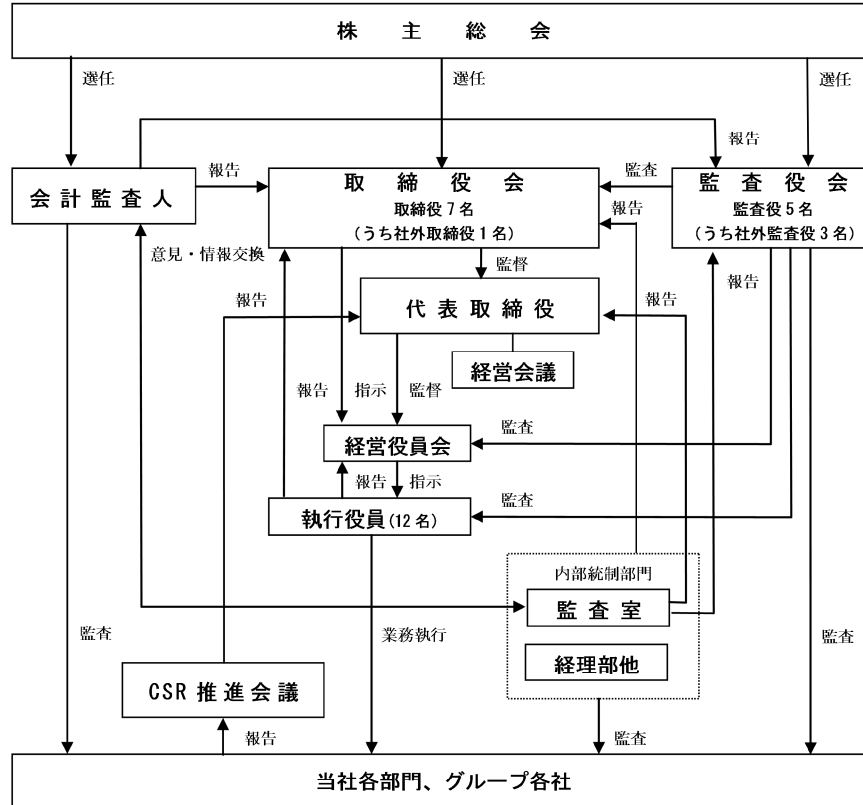 株主総会
選任
選任
選任
報告
報告
監査
会計監査人
取締役会
取締役7名
(うち社外取締役1名)
監査役会
監査役5名
(うち社外監査役3名)
報告
意見・情報交換
監督
報告
報告
報告
代表取締役
経営会議
報告
指示
監督
経営役員会
監査
報告
指示
執行役員(12名)
監査
内部統制部門
監査室
経理部他
監査
業務執行
監査
CSR推進会議
報告
監査
当社各部門、グループ各社